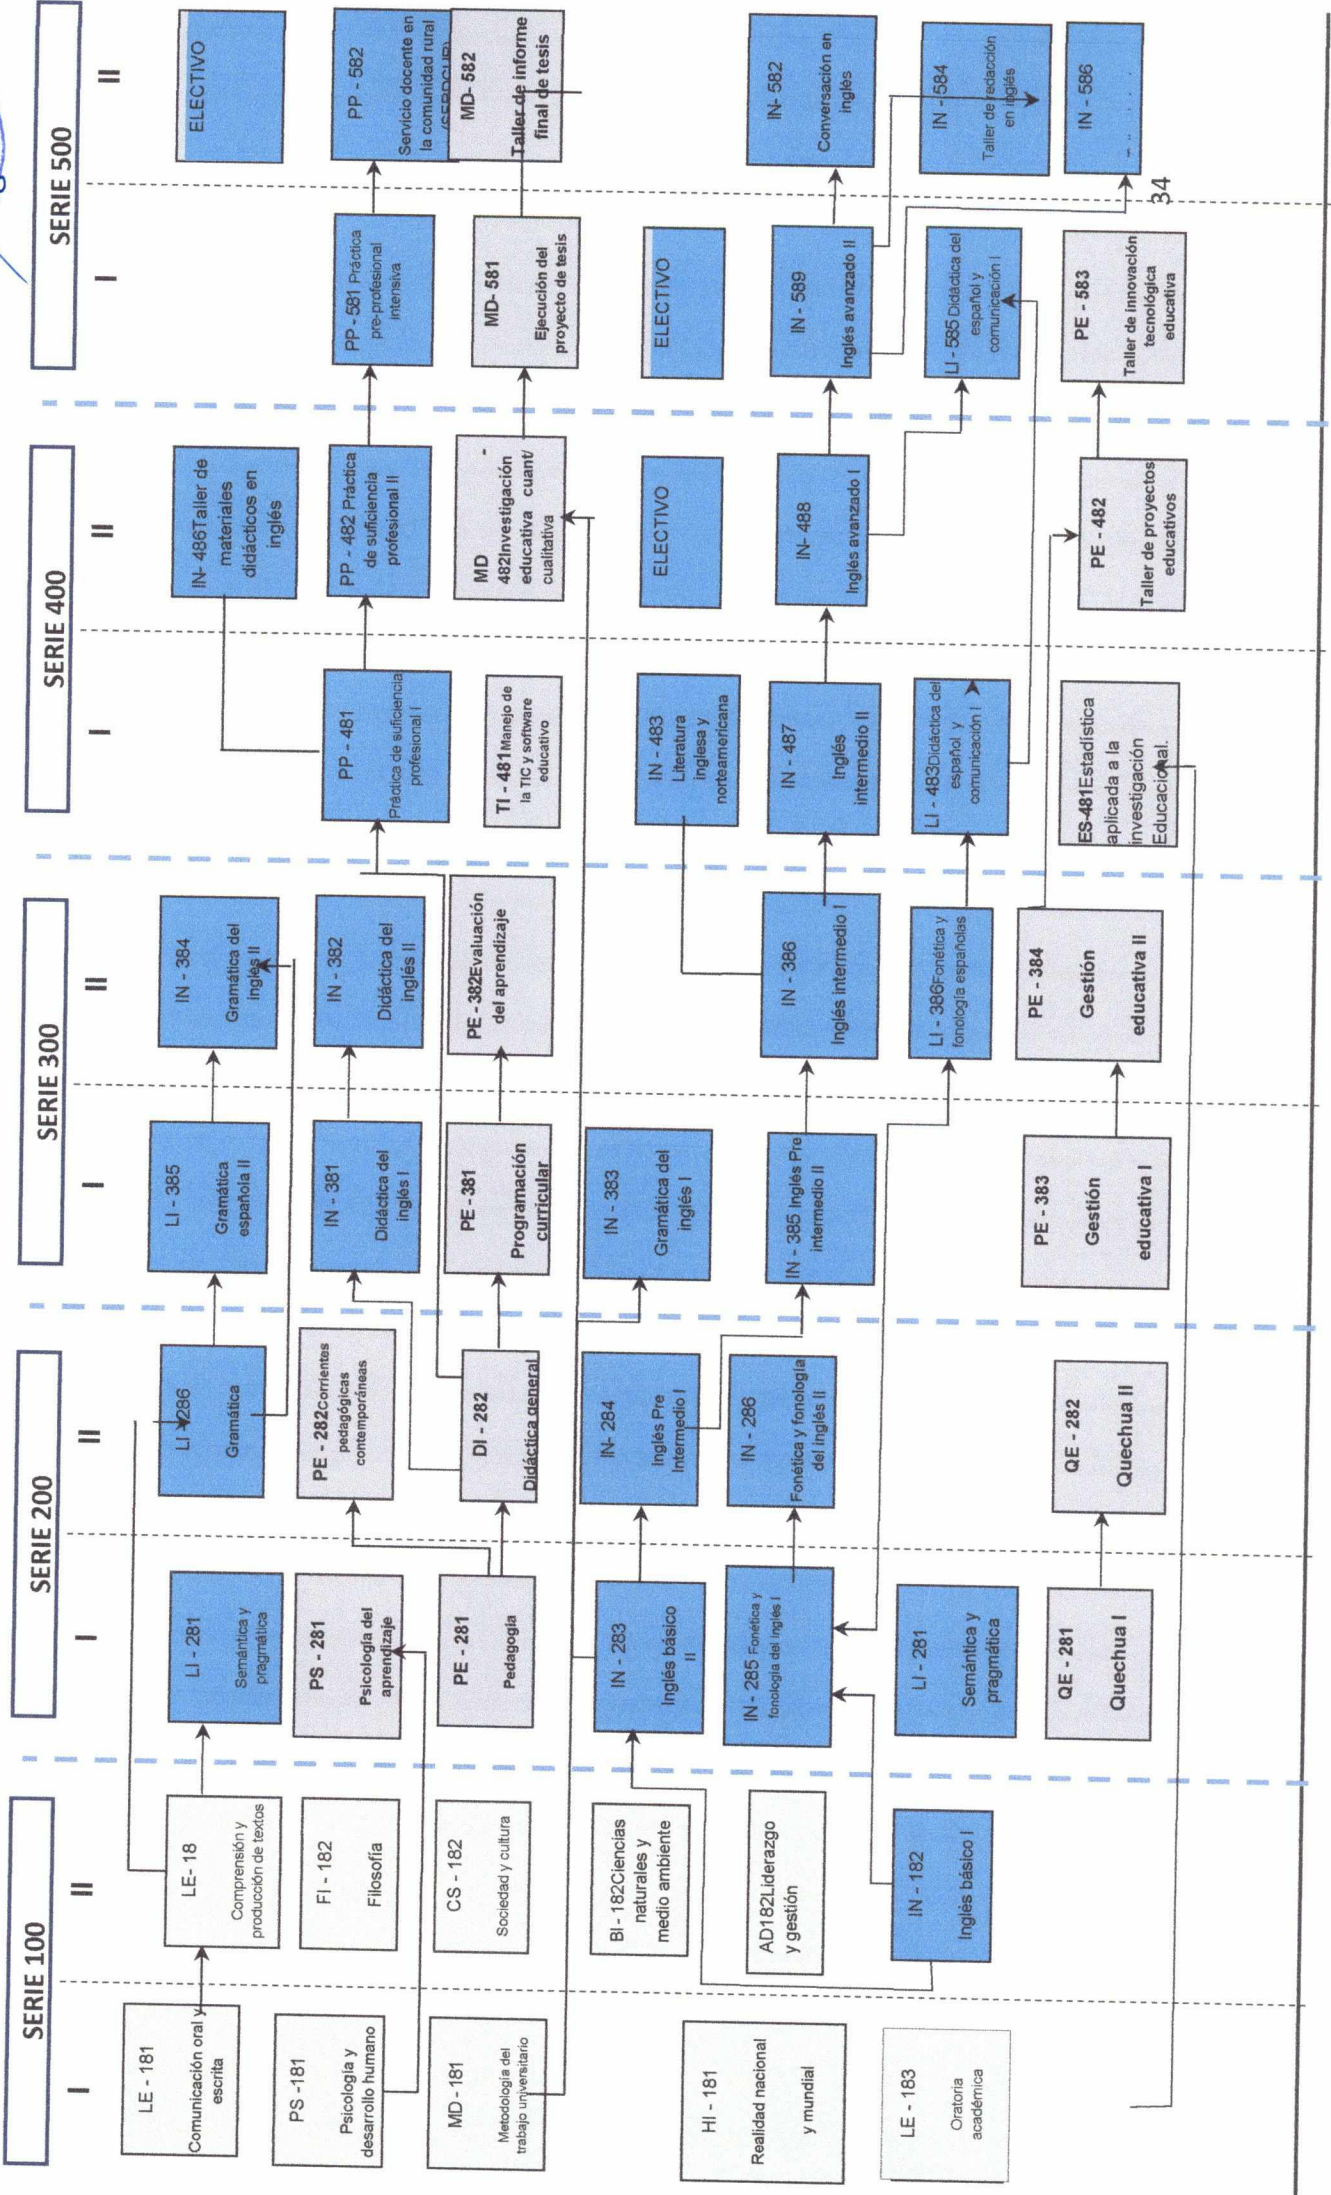 SERIE 100
SERIE 200
SERIE 300
SERIE 400
SERIE 500
I
II
I
II
I
II
I
II
I
II
LE - 181
Comunicación oral y
escrita
PS -181
Psicología y
desarrollo humano
MD - 181
Metodología del
trabajo universitario
HI - 181
Realidad nacional
y mundial
LE - 183
Oratoria
académica
LE- 18
Comprensión y
producción de textos
FI - 182
Filosofía
CS - 182
Sociedad y cultura
BI - 182Ciencias
naturales y
medio ambiente
AD182Liderazgo
y gestión
IN - 182
Inglés básico I
LI - 281
Semántica y
pragmática
PS - 281
Psicología del
aprendizaje
PE - 281
Pedagogía
IN - 283
Inglés básico
II
IN - 285 Fonética y
fonología del inglés I
LI - 281
Semántica y
pragmática
QE - 281
Quechua I
LI - 286
Gramática
PE - 282Corrientes
pedagógicas
contemporáneas
DI - 282
Didáctica general
IN- 284
Inglés Pre
Intermedio I
IN - 286
Fonética y fonología
del inglés II
QE - 282
Quechua II
LI - 385
Gramática
española II
IN - 381
Didáctica del
inglés I
PE - 381
Programación
curricular
IN - 383
Gramática del
inglés I
IN - 385 Inglés Pre
intermedio II
PE - 383
Gestión
educativa I
IN - 384
Gramática del
inglés II
IN - 382
Didáctica del
inglés II
PE - 382Evaluación
del aprendizaje
IN - 386
Inglés intermedio I
LI - 386Fonética y
fonología españolas
PE - 384
Gestión
educativa II
PP - 481
Práctica de suficiencia
profesional I
TI - 481Manejo de
la TIC y software
educativo
IN - 483
Literatura
inglesa y
norteamericana
IN - 487
Inglés
intermedio II
LI - 483Didáctica del
español y
comunicación I
ES-481Estadística
aplicada a la
investigación
Educacional.
IN- 486Taller de
materiales
didácticos en
inglés
PP - 482 Práctica
de suficiencia
profesional II
MD -
482Investigación
educativa cuant/
cualitativa
ELECTIVO
IN- 488
Inglés avanzado I
PE - 482
Taller de proyectos
educativos
PP - 581 Práctica
pre-profesional
intensiva
MD- 581
Ejecución del
proyecto de tesis
ELECTIVO
IN - 589
Inglés avanzado II
LI - 585 Didáctica del
español y
comunicación I
PE - 583
Taller de innovación
tecnológica
educativa
ELECTIVO
PP - 582
Servicio docente en
la comunidad rural
MD- 582
Taller de informe
final de tesis
IN- 582
Conversación en
inglés
IN - 584
Taller de redacción
en inglés
IN - 586
34